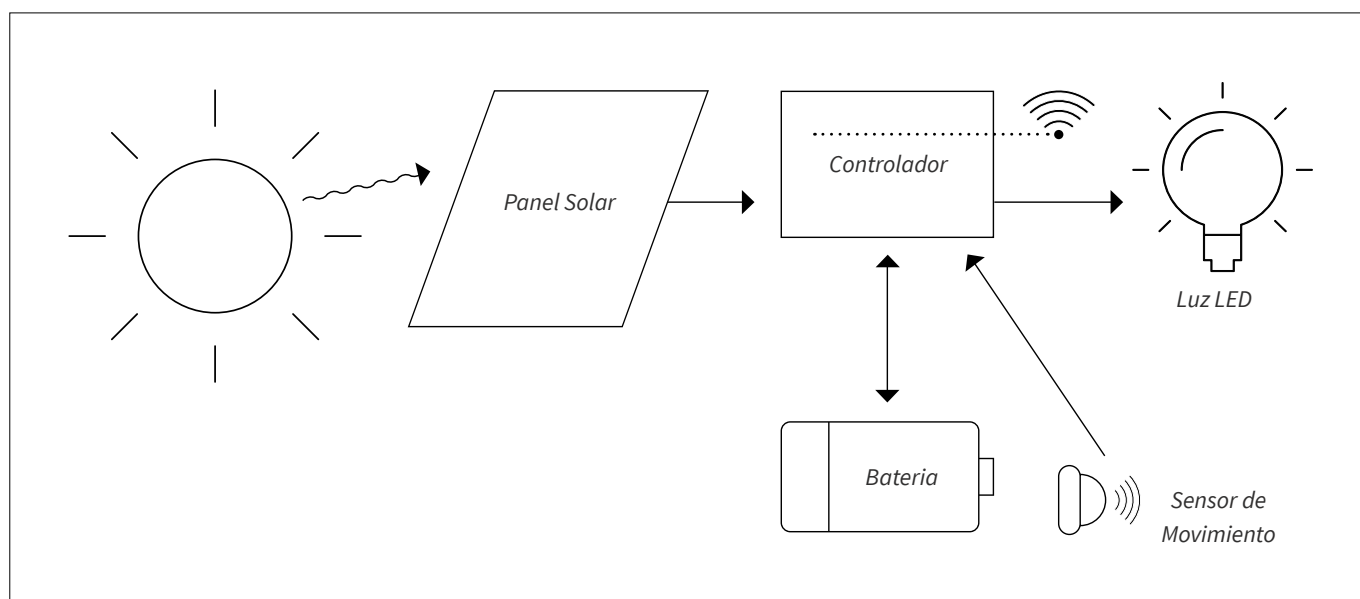 Panel Solar
Controlador
Luz LED
Bateria
Sensor de
Movimiento